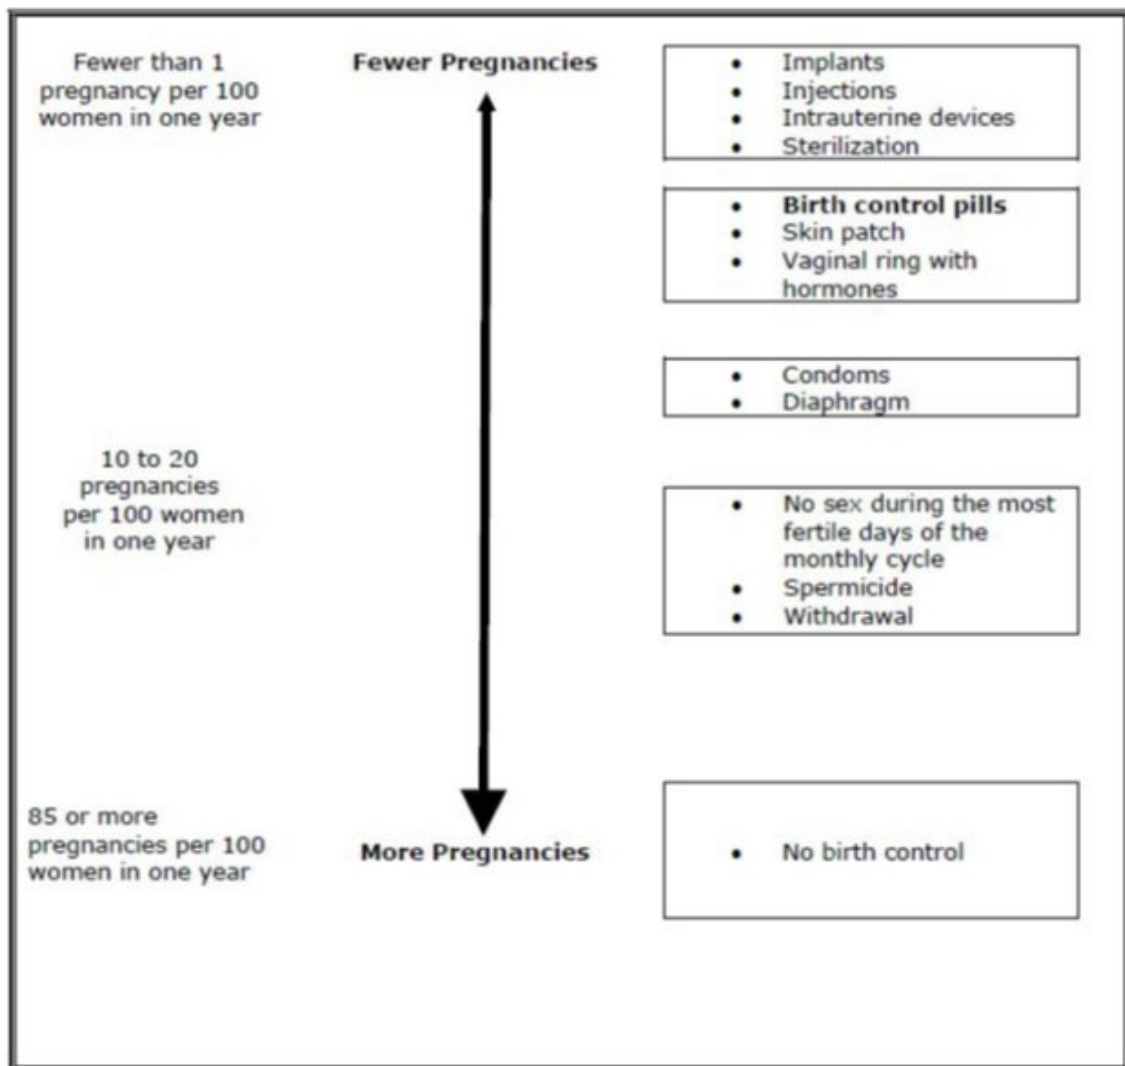 Fewer than 1
pregnancy per 100
women in one year
Fewer Pregnancies
• Implants
• Injections
• Intrauterine devices
• Sterilization
• Birth control pills
• Skin patch
• Vaginal ring with
hormones
• Condoms
• Diaphragm
10 to 20
pregnancies
per 100 women
in one year
• No sex during the most
fertile days of the
monthly cycle
• Spermicide
• Withdrawal
85 or more
pregnancies per 100
women in one year
More Pregnancies
• No birth control